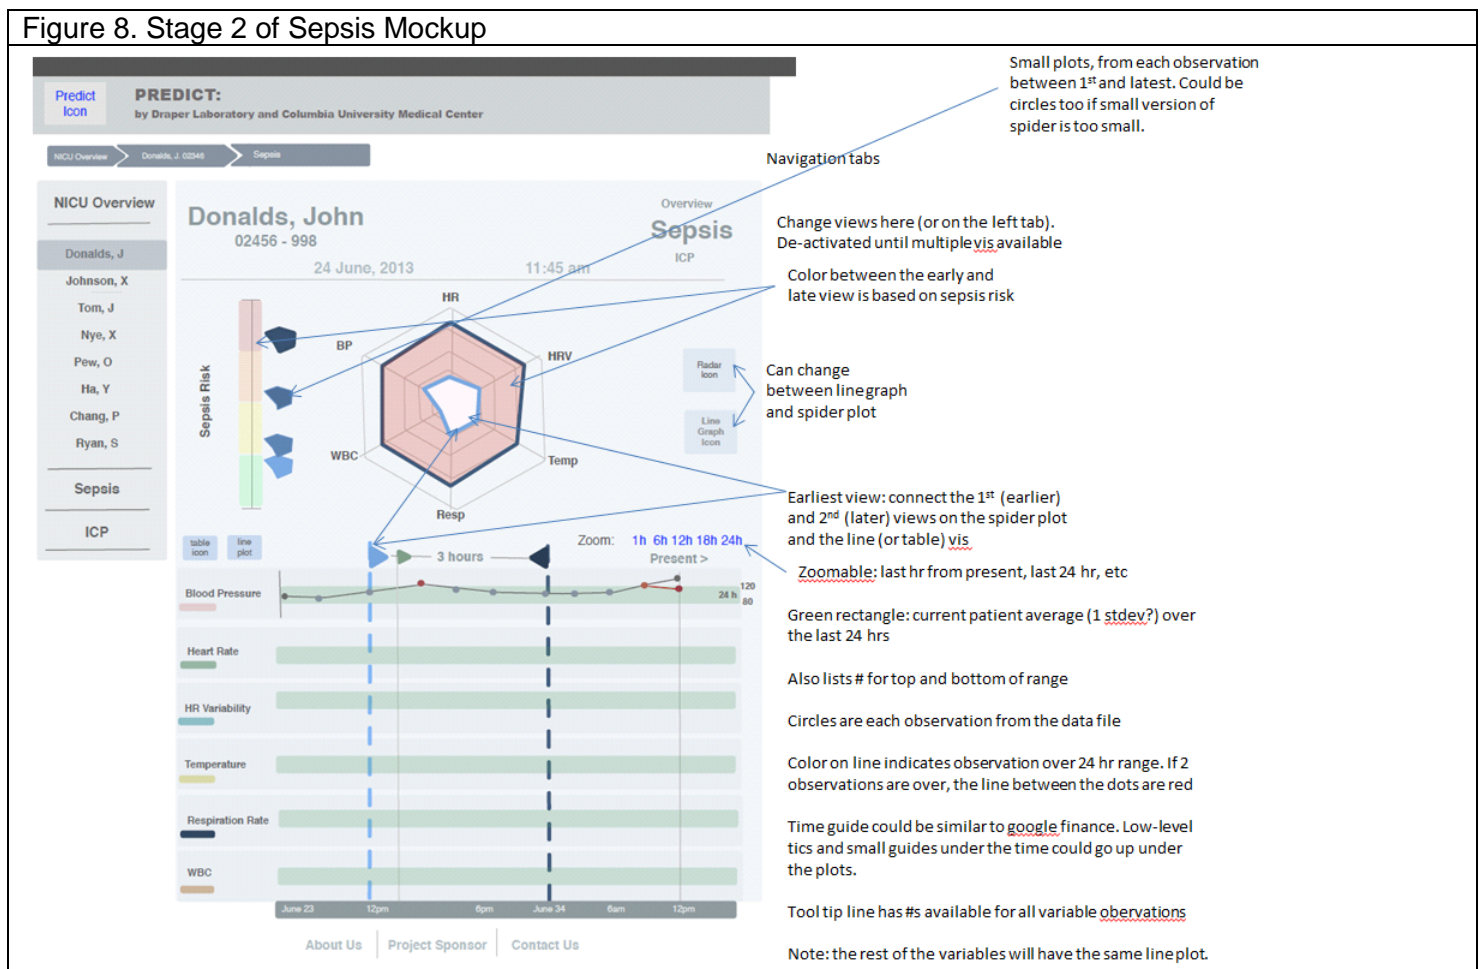 Figure 8. Stage 2 of Sepsis Mockup
Predict
Icon
PREDICT:
by Draper Laboratory and Columbia University Medical Center
NICU Overview
Donalds, J. 02346
Sepsis
NICU Overview
Donalds, J
Johnson, X
Tom, J
Nye, X
Pew, O
Ha, Y
Chang, P
Ryan, S
Sepsis
ICP
Donalds, John
02456 - 998
24 June, 2013
11:45 am
Overview
Sepsis
ICP
Sepsis Risk
HR
HRV
Temp
Resp
WBC
BP
Radar
Icon
Line
Graph
Icon
table
icon
line
plot
3 hours
Zoom:
1h 6h 12h 18h 24h
Present >
Blood Pressure
24 h
120
80
Heart Rate
HR Variability
Temperature
Respiration Rate
WBC
June 23
12pm
6pm
June 34
6am
12pm
About Us
Project Sponsor
Contact Us
Small plots, from each observation
between 1st and latest. Could be
circles too if small version of
spider is too small.
Navigation tabs
Change views here (or on the left tab).
De-activated until multiple vis available
Color between the early and
late view is based on sepsis risk
Can change
between line graph
and spider plot
Earliest view: connect the 1st (earlier)
and 2nd (later) views on the spider plot
and the line (or table) vis
Zoomable: last hr from present, last 24 hr, etc
Green rectangle: current patient average (1 stdev?) over
the last 24 hrs
Also lists # for top and bottom of range
Circles are each observation from the data file
Color on line indicates observation over 24 hr range. If 2
observations are over, the line between the dots are red
Time guide could be similar to google finance. Low-level
tics and small guides under the time could go up under
the plots.
Tool tip line has #s available for all variable obervations
Note: the rest of the variables will have the same line plot.